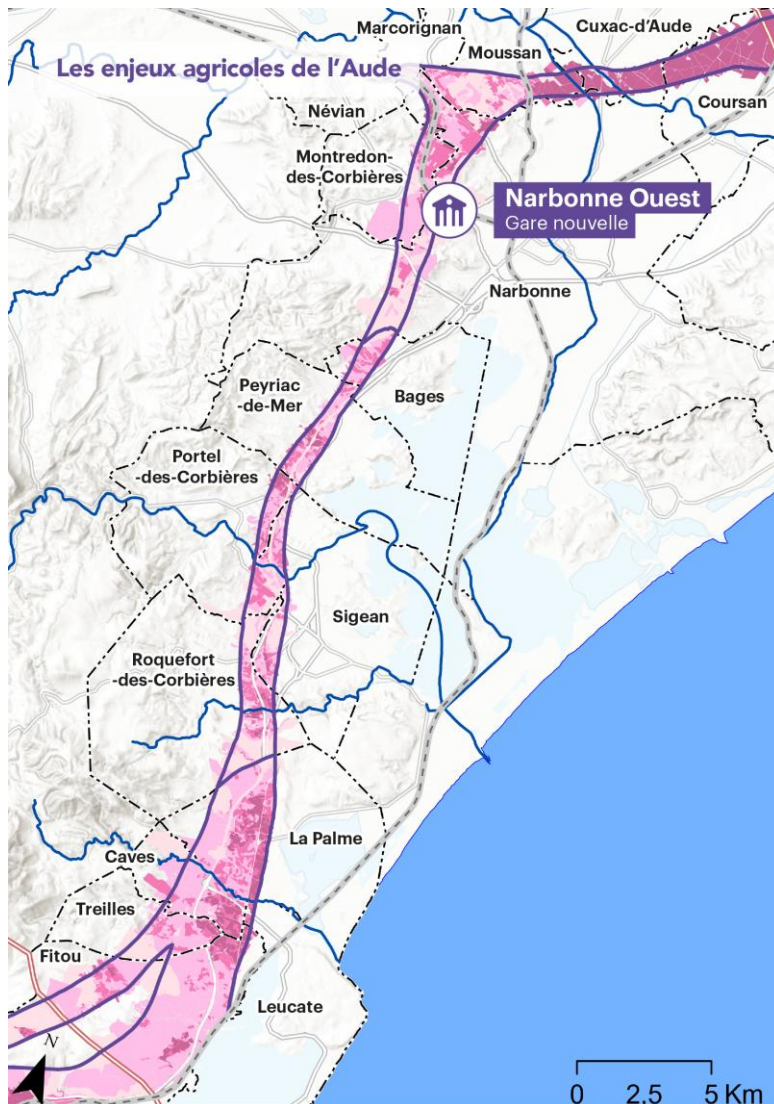 Marcorignan
Cuxac-d'Aude
Moussan
Les enjeux agricoles de l'Aude
Coursan
Névian
Montredon-
des-Corbières
Narbonne Ouest
Gare nouvelle
Narbonne
Peyriac
-de-Mer
Bages
Portel
-des-Corbières
Sigean
Roquefort
-des-Corbières
La Palme
Caves
Treilles
Fitou
Leucate
N
0 2,5 5 Km